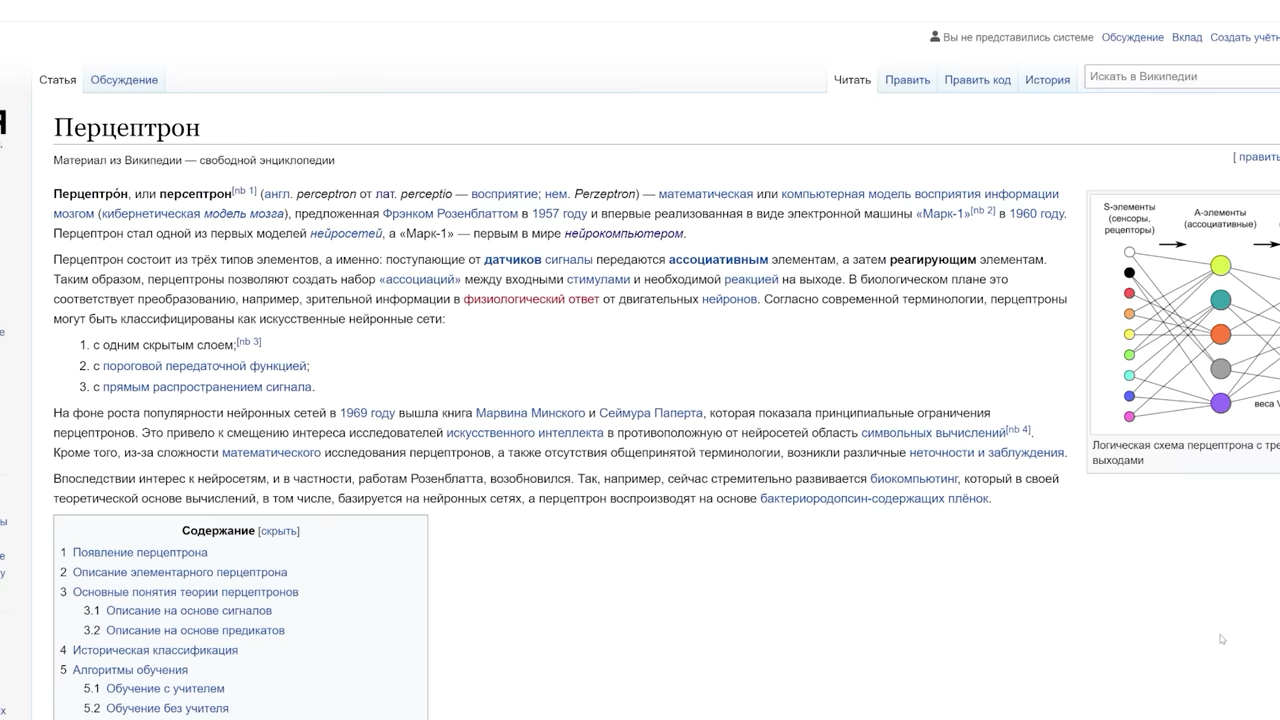 Вы не представились системе Обсуждение Вклад Создать
Статья Обсуждение Читать Править Править код История Искать в Википедии
Перцептрон
Материал из Википедии — свободной энциклопедии
[ править
Перцептро́н, или персептрон[nb 1] (англ. perceptron от лат. perceptio — восприятие; нем. Perzeptron) — математическая или компьютерная модель восприятия информации
мозгом (кибернетическая модель мозга), предложенная Фрэнком Розенблаттом в 1957 году и впервые реализованная в виде электронной машины «Марк-1»[nb 2] в 1960 году.
Перцептрон стал одной из первых моделей нейросетей, а «Марк-1» — первым в мире нейрокомпьютером.
Перцептрон состоит из трёх типов элементов, а именно: поступающие от датчиков сигналы передаются ассоциативным элементам, а затем реагирующим элементам.
Таким образом, перцептроны позволяют создать набор «ассоциаций» между входными стимулами и необходимой реакцией на выходе. В биологическом плане это
соответствует преобразованию, например, зрительной информации в физиологический ответ от двигательных нейронов. Согласно современной терминологии, перцептроны
могут быть классифицированы как искусственные нейронные сети:
1. с одним скрытым слоем;[nb 3]
2. с пороговой передаточной функцией;
3. с прямым распространением сигнала.
На фоне роста популярности нейронных сетей в 1969 году вышла книга Марвина Минского и Сеймура Паперта, которая показала принципиальные ограничения
перцептронов. Это привело к смещению интереса исследователей искусственного интеллекта в противоположную от нейросетей область символьных вычислений[nb 4].
Кроме того, из-за сложности математического исследования перцептронов, а также отсутствия общепринятой терминологии, возникли различные неточности и заблуждения.
Впоследствии интерес к нейросетям, и в частности, работам Розенблатта, возобновился. Так, например, сейчас стремительно развивается биокомпьютинг, который в своей
теоретической основе вычислений, в том числе, базируется на нейронных сетях, а перцептрон воспроизводят на основе бактериородопсин-содержащих плёнок.
S-элементы
(сенсоры,
рецепторы)
A-элементы
(ассоциативные)
веса
Логическая схема перцептрона с
выходами
Содержание [скрыть]
1 Появление перцептрона
2 Описание элементарного перцептрона
3 Основные понятия теории перцептронов
3.1 Описание на основе сигналов
3.2 Описание на основе предикатов
4 Историческая классификация
5 Алгоритмы обучения
5.1 Обучение с учителем
5.2 Обучение без учителя